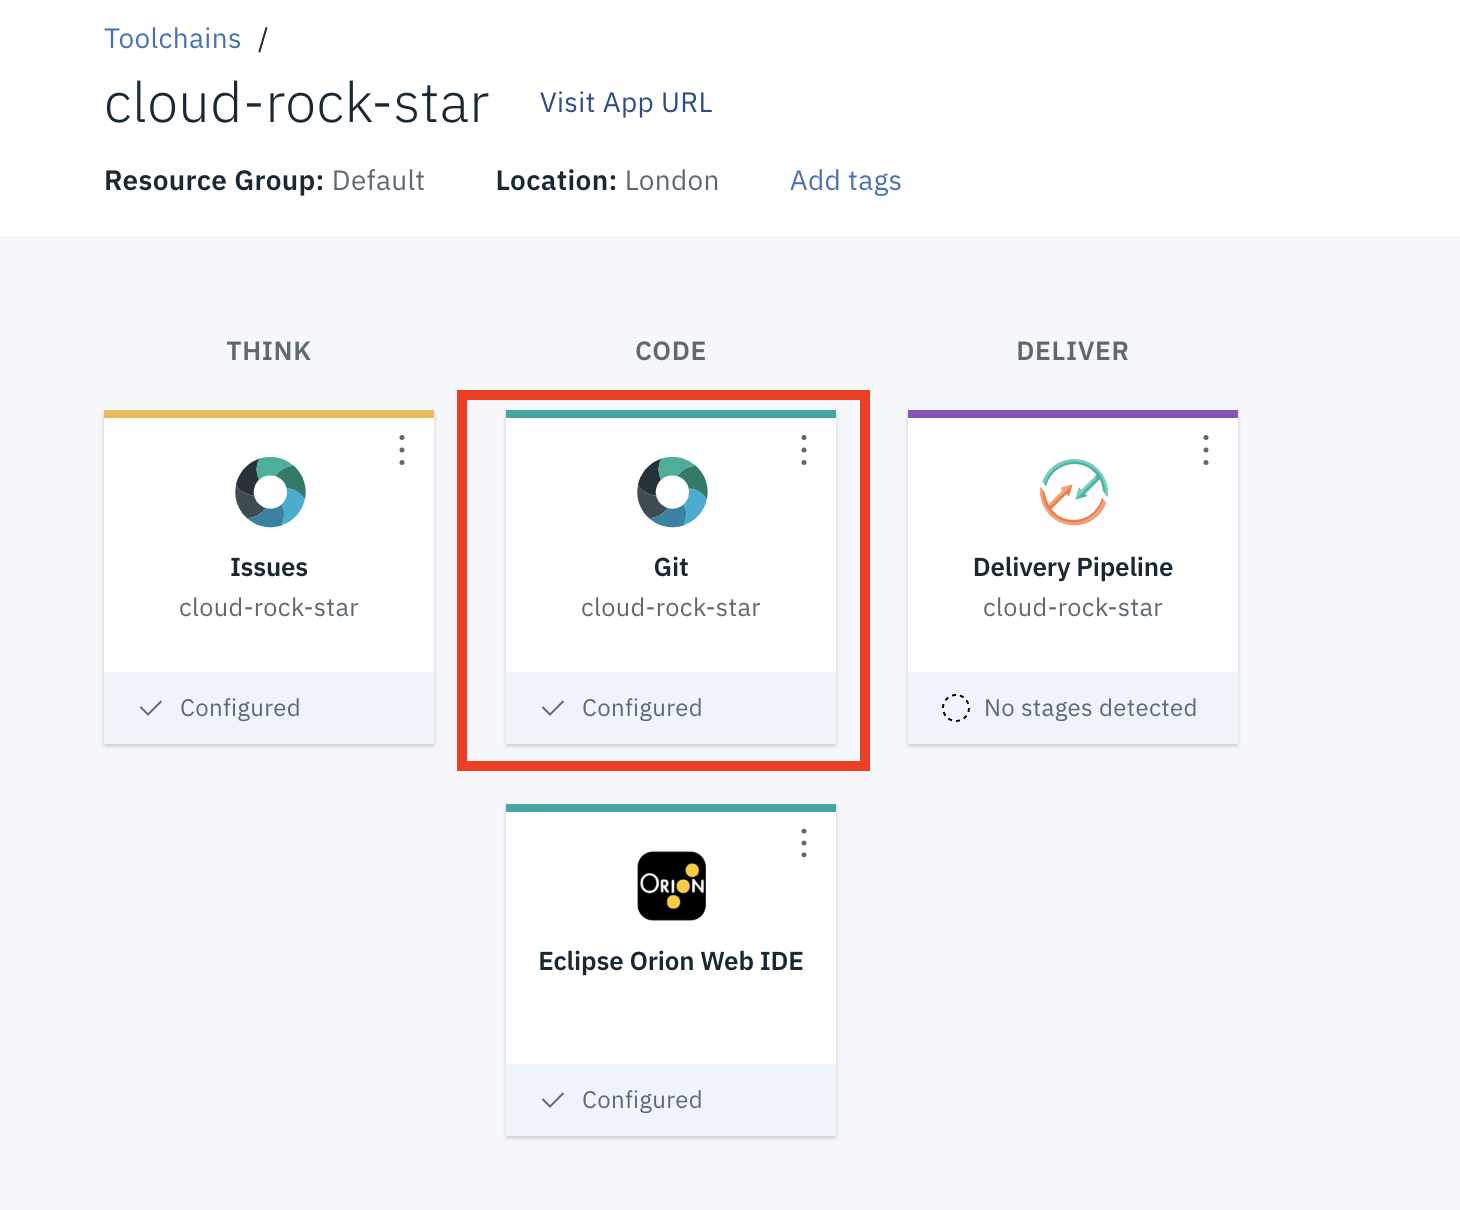 Toolchains /
cloud-rock-star Visit App URL
Resource Group: Default Location: London Add tags
THINK CODE DELIVER
Issues
cloud-rock-star
Configured
Git
cloud-rock-star
Configured
Delivery Pipeline
cloud-rock-star
No stages detected
ORION
Eclipse Orion Web IDE
Configured